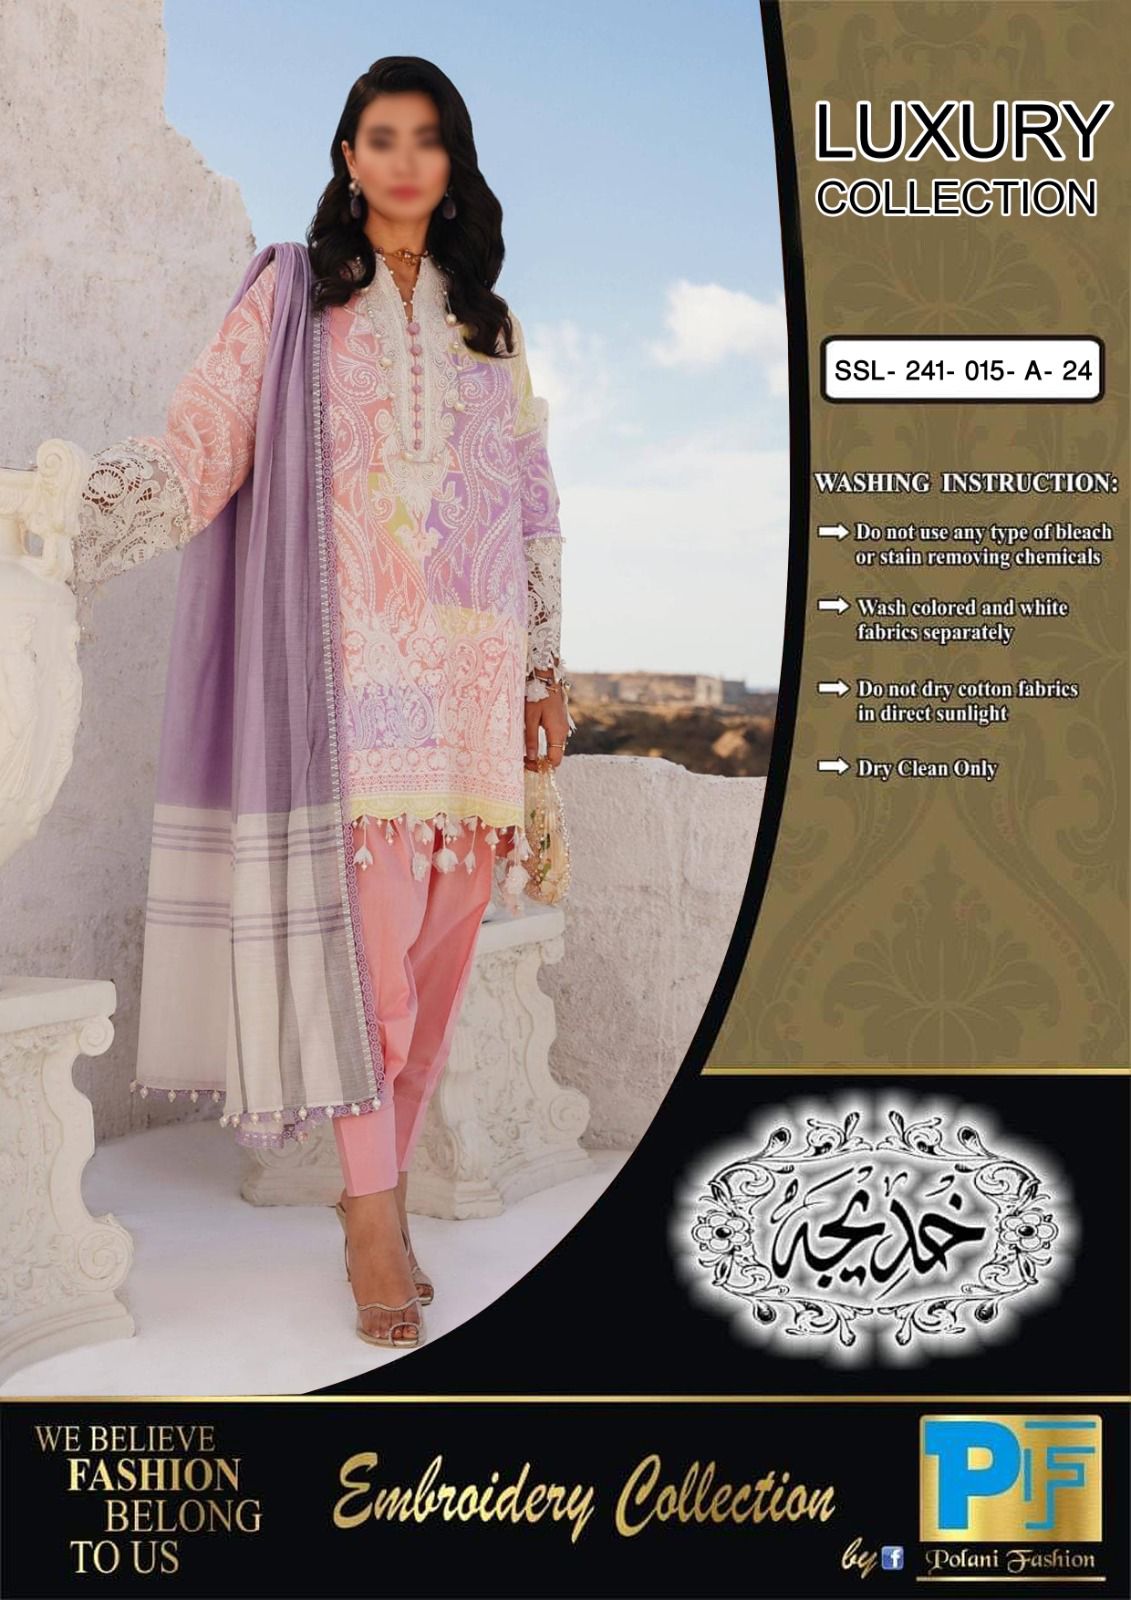 LUXURY
COLLECTION
SSL- 241- 015- A- 24
WASHING INSTRUCTION:
Do not use any type of bleach
or stain removing chemicals
Wash colored and white
fabrics separately
Do not dry cotton fabrics
in direct sunlight
Dry Clean Only
خدیجہ
WE BELIEVE
FASHION
BELONG
TO US
Embroidery Collection
by f
PF
Polani Fashion